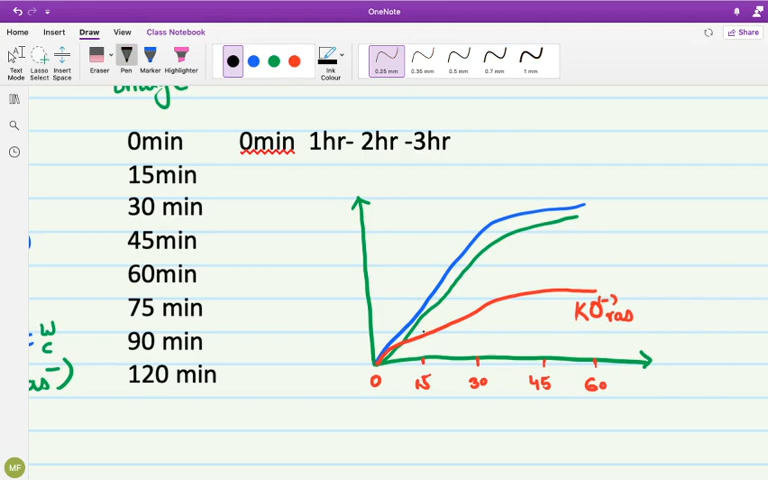 OneNote
Home Insert Draw View Class Notebook Share
Text Mode
Lasso Select
Insert Space
Eraser
Pen
Marker
Highlighter
Ink Colour
0.25 mm
0.35 mm
0.5 mm
0.7 mm
1 mm
0min 0min 1hr- 2hr -3hr
15min
30 min
45min
60min
75 min
90 min
120 min
W
C
as⁻)
KO(-)ras
0 15 30 45 60
MF